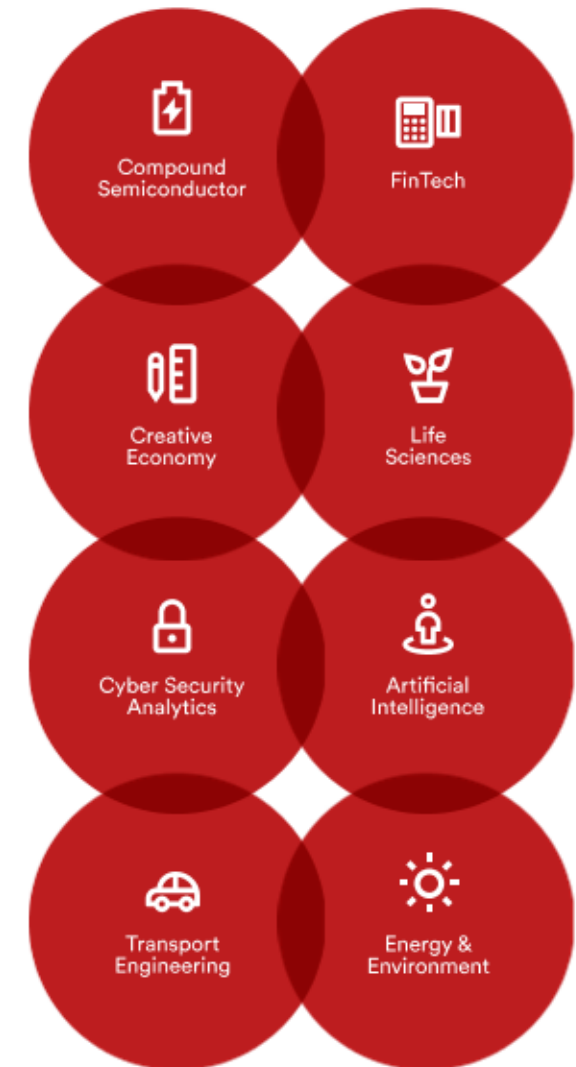 Compound
Semiconductor
FinTech
Creative
Economy
Life
Sciences
Cyber Security
Analytics
Artificial
Intelligence
Transport
Engineering
Energy &
Environment